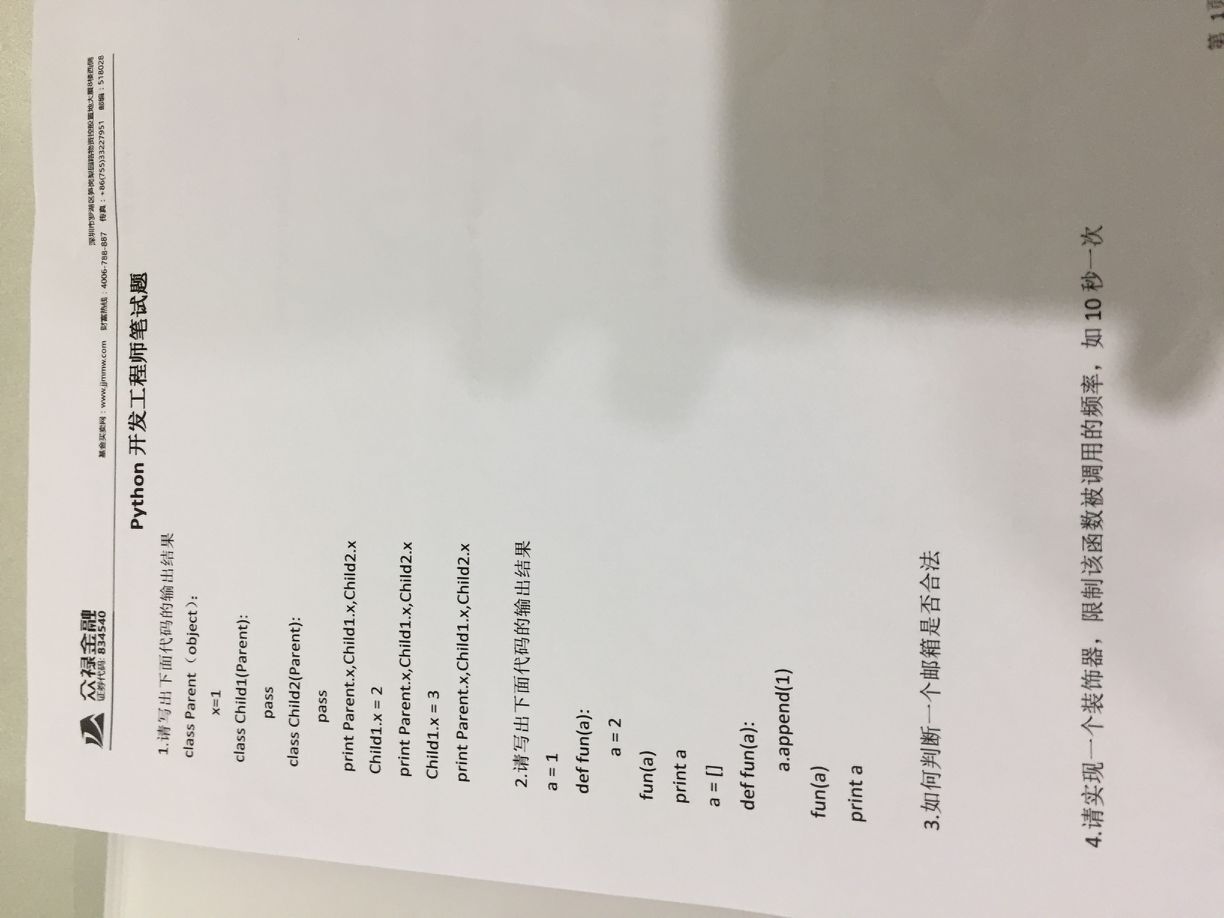 众禄金融
证券代码: 834540
深圳市罗湖区笋岗梨园路物资控股置地大厦8楼西侧
基金买卖网：www.jjmmw.com 财富热线：4006-788-887 传真：+86(755)33227951 邮编：518028
Python 开发工程师笔试题
1.请写出下面代码的输出结果
class Parent（object）:
x=1
class Child1(Parent):
pass
class Child2(Parent):
pass
print Parent.x,Child1.x,Child2.x
Child1.x = 2
print Parent.x,Child1.x,Child2.x
Child1.x = 3
print Parent.x,Child1.x,Child2.x
2.请写出下面代码的输出结果
a = 1
def fun(a):
a = 2
fun(a)
print a
a = []
def fun(a):
a.append(1)
fun(a)
print a
3.如何判断一个邮箱是否合法
4.请实现一个装饰器，限制该函数被调用的频率，如 10 秒一次
第 1页